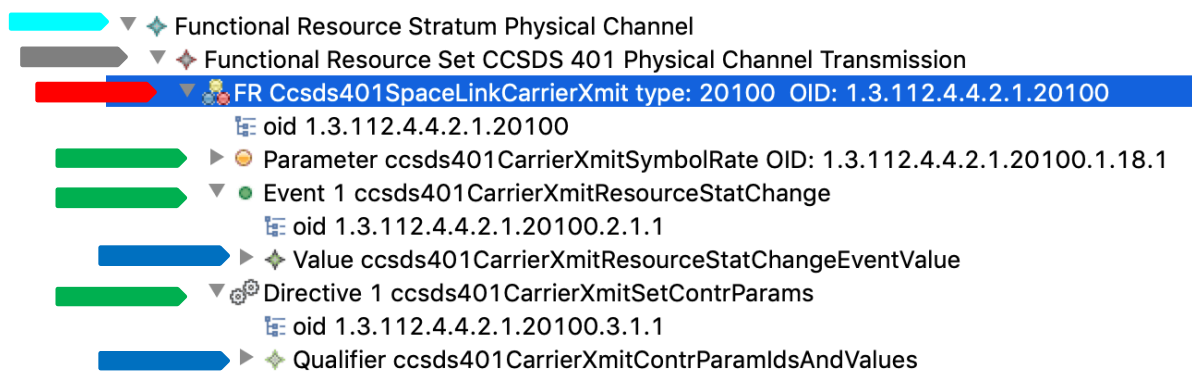 Functional Resource Stratum Physical Channel
Functional Resource Set CCSDS 401 Physical Channel Transmission
FR Ccsds401SpaceLinkCarrierXmit type: 20100  OID: 1.3.112.4.4.2.1.20100
oid 1.3.112.4.4.2.1.20100
Parameter ccsds401CarrierXmitSymbolRate OID: 1.3.112.4.4.2.1.20100.1.18.1
Event 1 ccsds401CarrierXmitResourceStatChange
oid 1.3.112.4.4.2.1.20100.2.1.1
Value ccsds401CarrierXmitResourceStatChangeEventValue
Directive 1 ccsds401CarrierXmitSetContrParams
oid 1.3.112.4.4.2.1.20100.3.1.1
Qualifier ccsds401CarrierXmitContrParamIdsAndValues